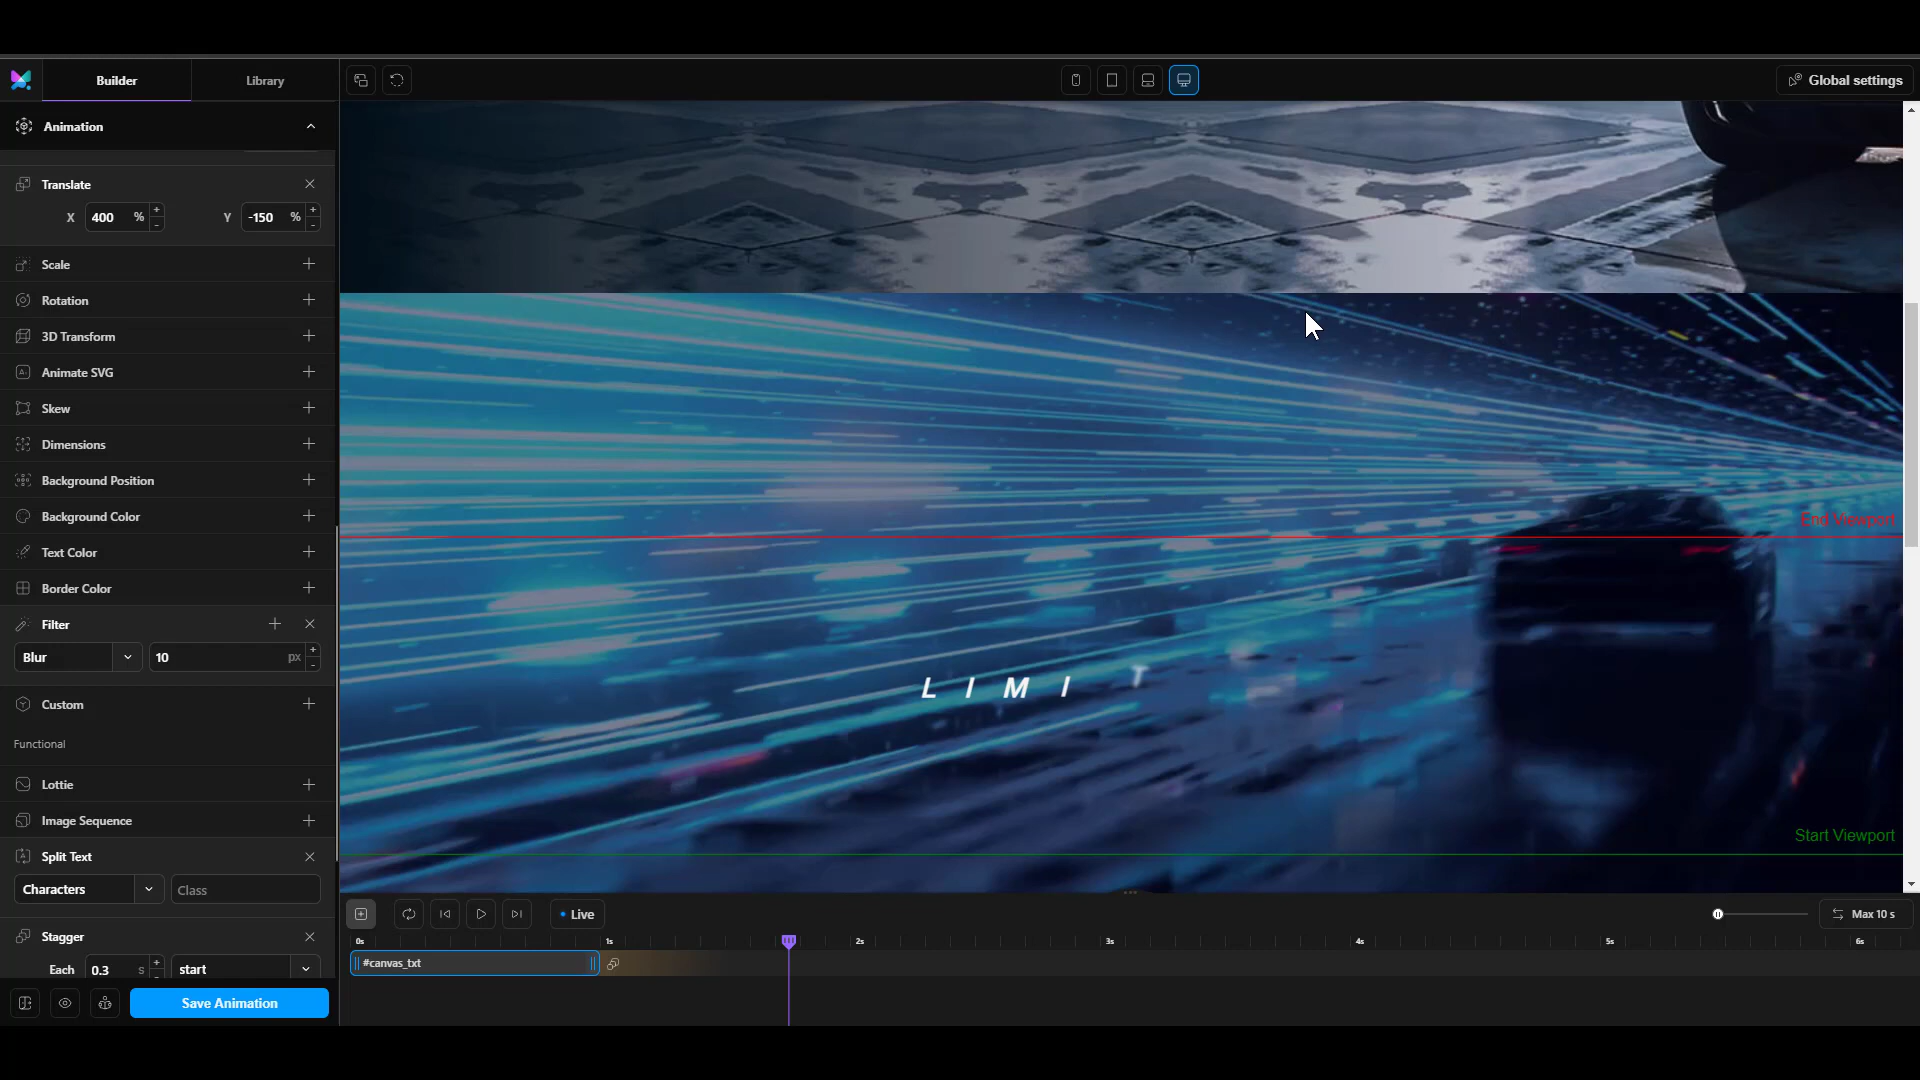 Builder
Library
Global settings
Animation
Translate
X 400 % + - Y -150 % + -
Scale
Rotation
3D Transform
Animate SVG
Skew
Dimensions
Background Position
Background Color
Text Color
Border Color
Filter
Blur 10 px + -
Custom
Functional
Lottie
Image Sequence
Split Text
Characters Class
Stagger
Each 0.3 s + start
Save Animation
End Viewport
L I M I T
Start Viewport
Live
Max 10 s
0s 1s 2s 3s 4s 5s 6s
#canvas_txt